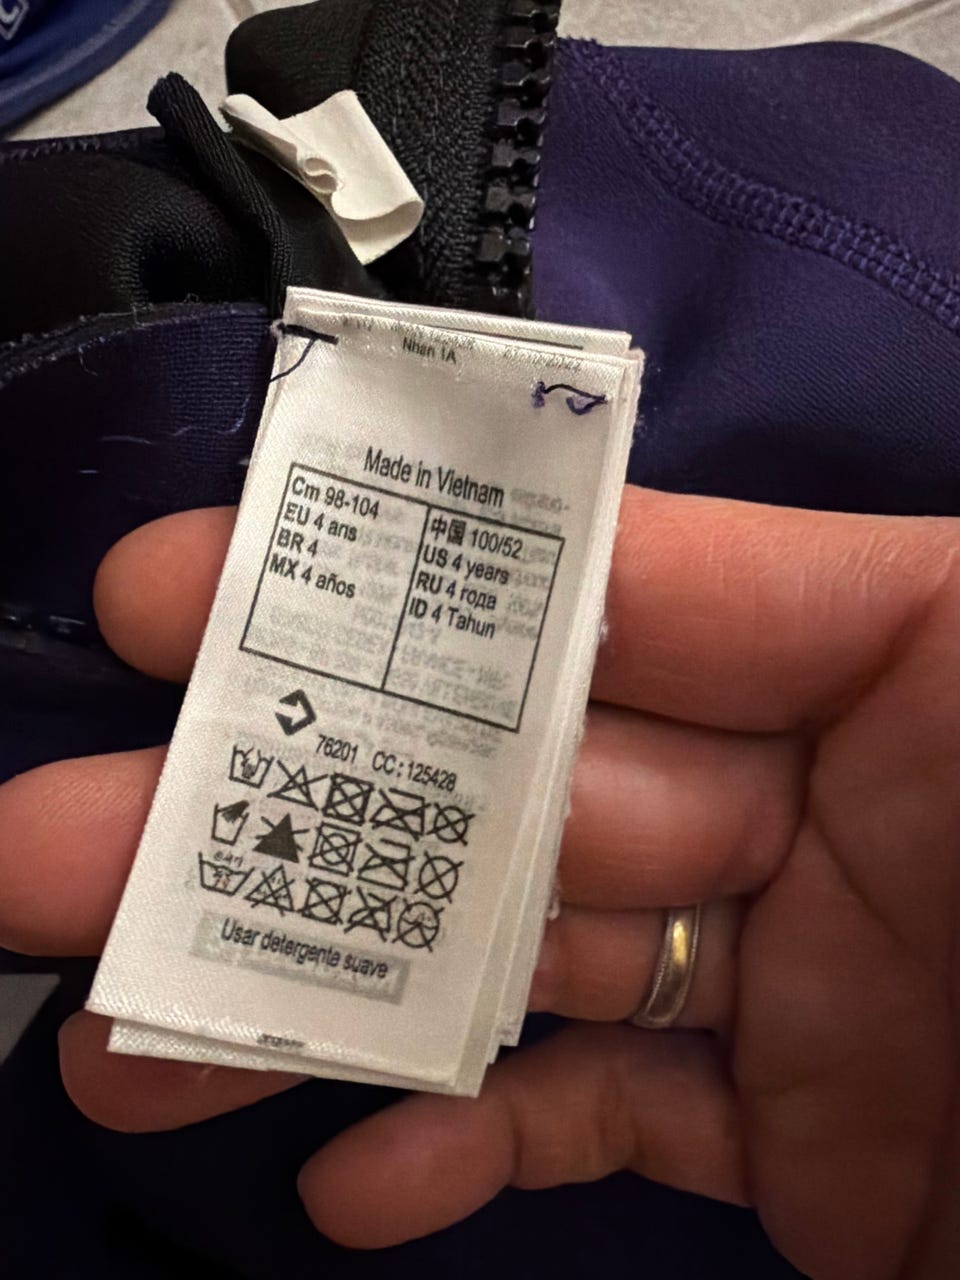 Nhan 1A
Made in Vietnam
Cm 98-104
EU 4 ans
BR 4
MX 4 años
中国 100/52
US 4 years
RU 4 года
ID 4 Tahun
76201 CC:125428
Usar detergente suave